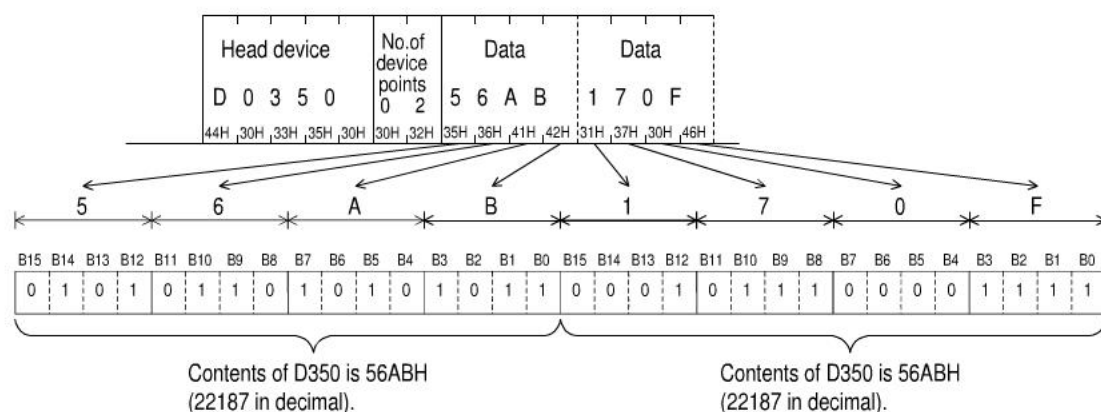 Head device
No.of
device
points
Data
Data
D 0 3 5 0
0 2
5 6 A B
1 7 0 F
44H 30H 33H 35H 30H 30H 32H 35H 36H 41H 42H 31H 37H 30H 46H
5 6 A B 1 7 0 F
B15 B14 B13 B12 B11 B10 B9 B8 B7 B6 B5 B4 B3 B2 B1 B0 B15 B14 B13 B12 B11 B10 B9 B8 B7 B6 B5 B4 B3 B2 B1 B0
0 1 0 1 0 1 1 0 1 0 1 0 1 0 1 1 0 0 0 1 0 1 1 1 0 0 0 0 1 1 1 1
Contents of D350 is 56ABH
(22187 in decimal).
Contents of D350 is 56ABH
(22187 in decimal).